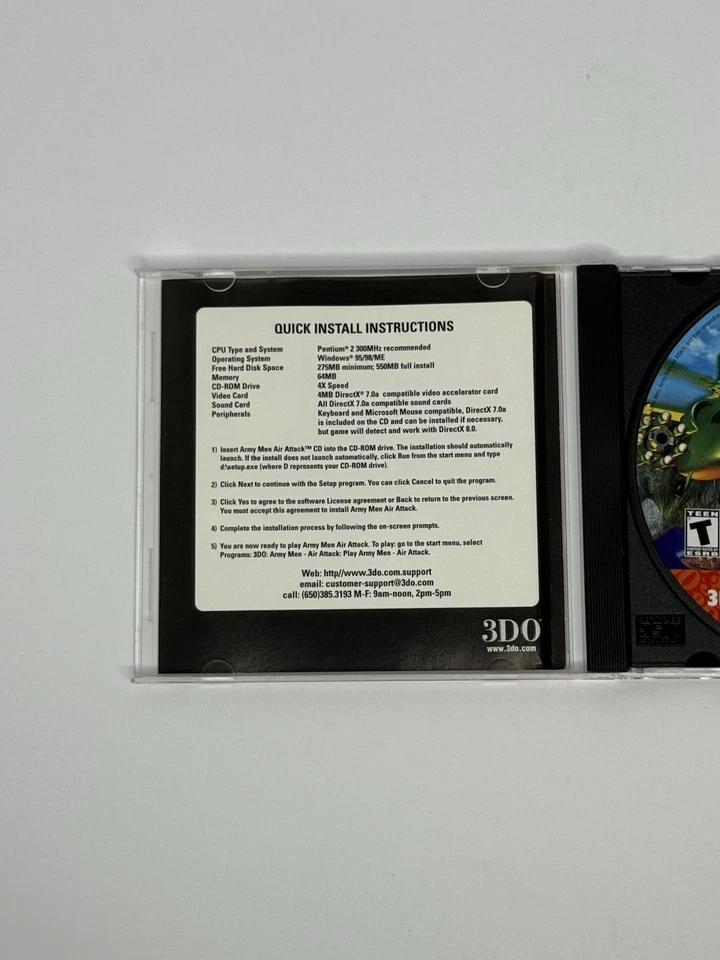 QUICK INSTALL INSTRUCTIONS
CPU Type and System Pentium® 2 300MHz recommended
Operating System Windows® 95/98/ME
Free Hard Disk Space 275MB minimum; 550MB full install
Memory 64MB
CD-ROM Drive 4X Speed
Video Card 4MB DirectX® 7.0a compatible video accelerator card
Sound Card All DirectX 7.0a compatible sound cards
Peripherals Keyboard and Microsoft Mouse compatible, DirectX 7.0a
is included on the CD and can be installed if necessary,
but game will detect and work with DirectX 8.0.
1) Insert Army Men Air Attack™ CD into the CD-ROM drive. The installation should automatically
launch. If the install does not launch automatically, click Run from the start menu and type
d:\setup.exe (where D represents your CD-ROM drive).
2) Click Next to continue with the Setup program. You can click Cancel to quit the program.
3) Click Yes to agree to the software License agreement or Back to return to the previous screen.
You must accept this agreement to install Army Men Air Attack.
4) Complete the installation process by following the on-screen prompts.
5) You are now ready to play Army Men Air Attack. To play: go to the start menu, select
Programs: 3DO: Army Men - Air Attack: Play Army Men - Air Attack.
Web: http//www.3do.com.support
email: customer-support@3do.com
call: (650)385.3193 M-F: 9am-noon, 2pm-5pm
3DO
www.3do.com
TEEN
T
ESRB
3